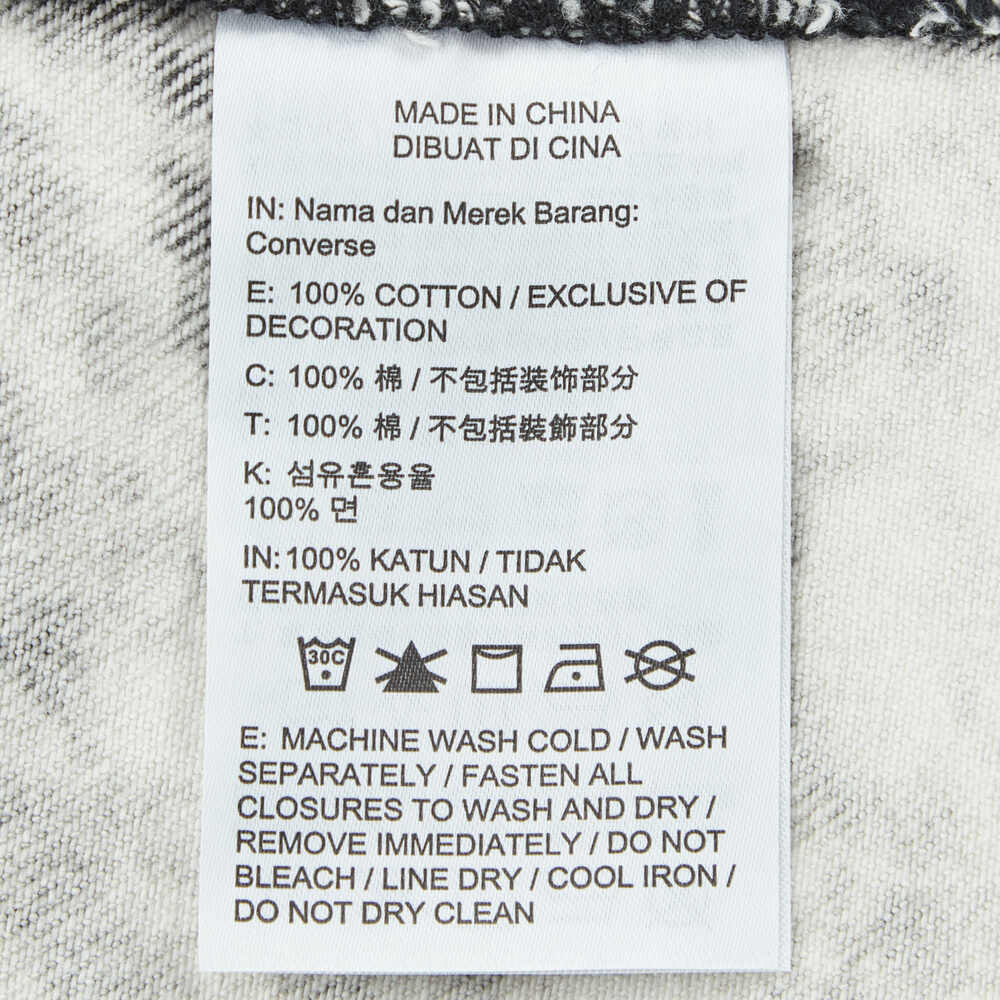 MADE IN CHINA
DIBUAT DI CINA
IN: Nama dan Merek Barang:
Converse
E: 100% COTTON / EXCLUSIVE OF
DECORATION
C: 100% 棉 / 不包括装饰部分
T: 100% 棉 / 不包括裝飾部分
K: 섬유혼용율
100% 면
IN: 100% KATUN / TIDAK
TERMASUK HIASAN
30C
E: MACHINE WASH COLD / WASH
SEPARATELY / FASTEN ALL
CLOSURES TO WASH AND DRY /
REMOVE IMMEDIATELY / DO NOT
BLEACH / LINE DRY / COOL IRON /
DO NOT DRY CLEAN